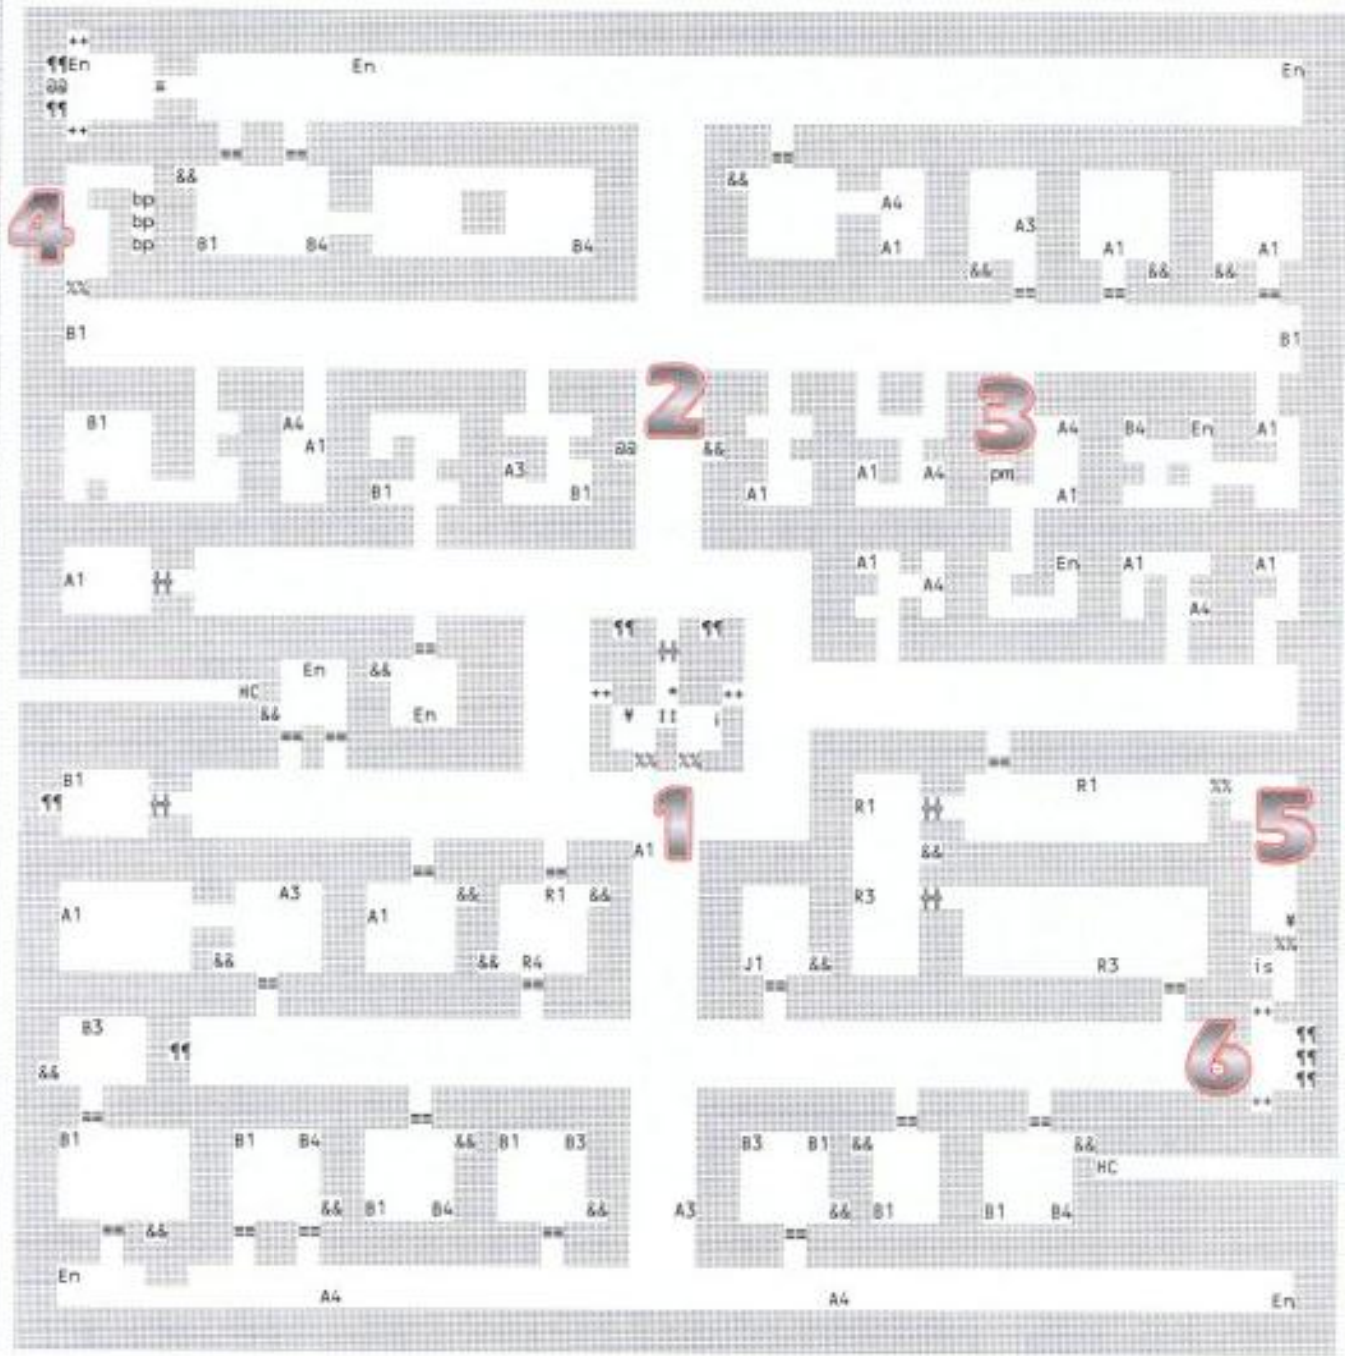 ++
¶¶En En En
@@ =
¶¶
++
== == ==
&& &&
4 bp A4
bp A3
bp B1 B4 B4 A1 A1 A1
&& && &&
%% == == ==
B1 B1
2 3
B1 A4 A4 B4 En A1
A1 @@ &&
A3 A1 A4 pm
B1 B1 A1 A1
A1 En A1 A1
A1 ╬╬ A4
A4
¶¶ ¶¶
== ╬╬
En &&
HC ++ * ++
&& En ¥ II i
== ==
%% %% ==
B1 R1 %%
¶¶ ╬╬ 1 R1 ╬╬ 5
A1 &&
== ==
A3 && R1 && R3 ╬╬
A1 A1 ¥
%%
&& && R4 J1 && R3 is
== == == ==
++
B3 6 ¶¶
¶¶ ¶¶
&& ¶¶
++
== == == ==
B1 B1 B4 && B1 B3 B3 B1 && &&
HC
&& B1 B4 && A3 && B1 B1 B4
== && == == == ==
En
A4 A4 En